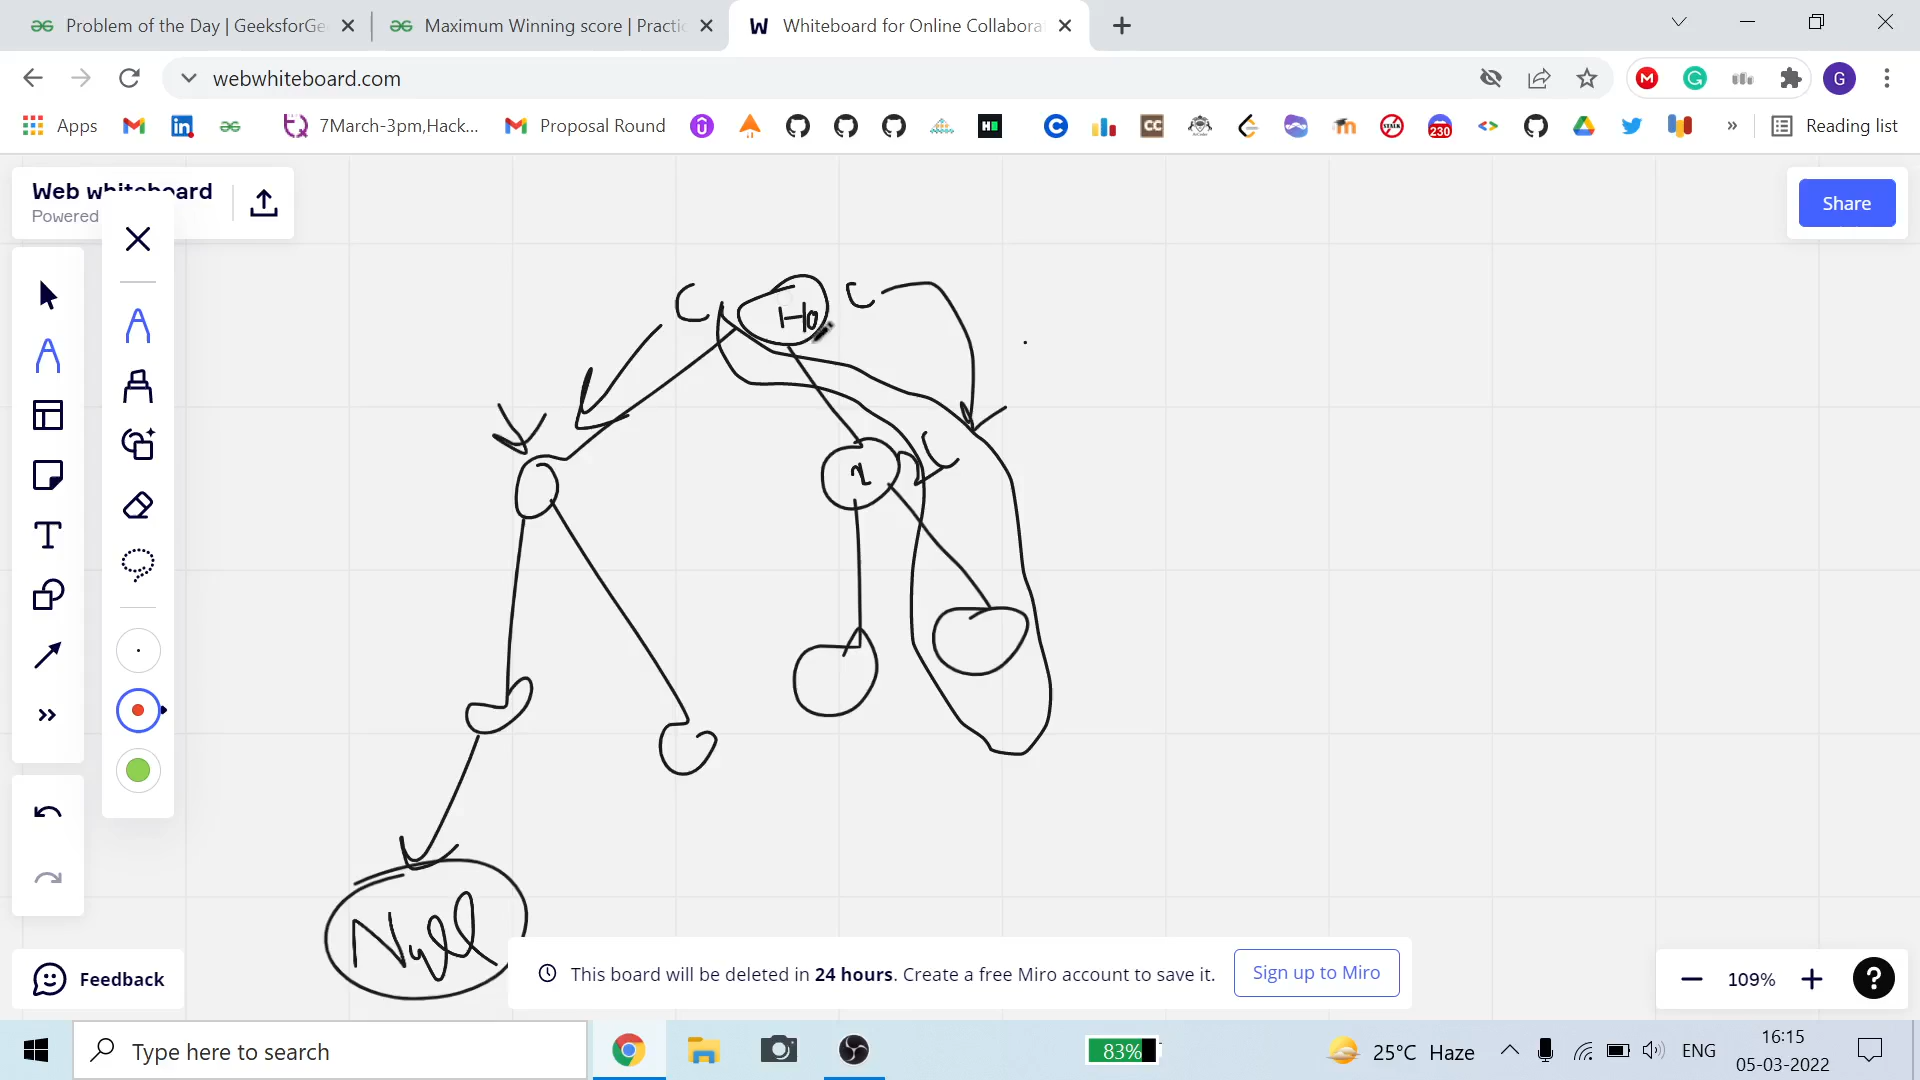 Problem of the Day | GeeksforGe
Maximum Winning score | Practic
Whiteboard for Online Collabora
webwhiteboard.com
G
Apps
7March-3pm,Hack...
Proposal Round
CC
230
Reading list
Web whiteboard
Powered
Share
C
Ho
C
Null
Feedback
This board will be deleted in 24 hours. Create a free Miro account to save it.
Sign up to Miro
109%
?
Type here to search
83%
25°C Haze
ENG
16:15
05-03-2022